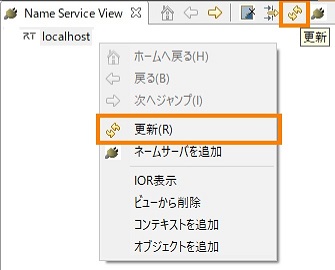 Name Service View
更新
localhost
ホームへ戻る(H)
戻る(B)
次へジャンプ(I)
更新(R)
ネームサーバを追加
IOR表示
ビューから削除
コンテキストを追加
オブジェクトを追加